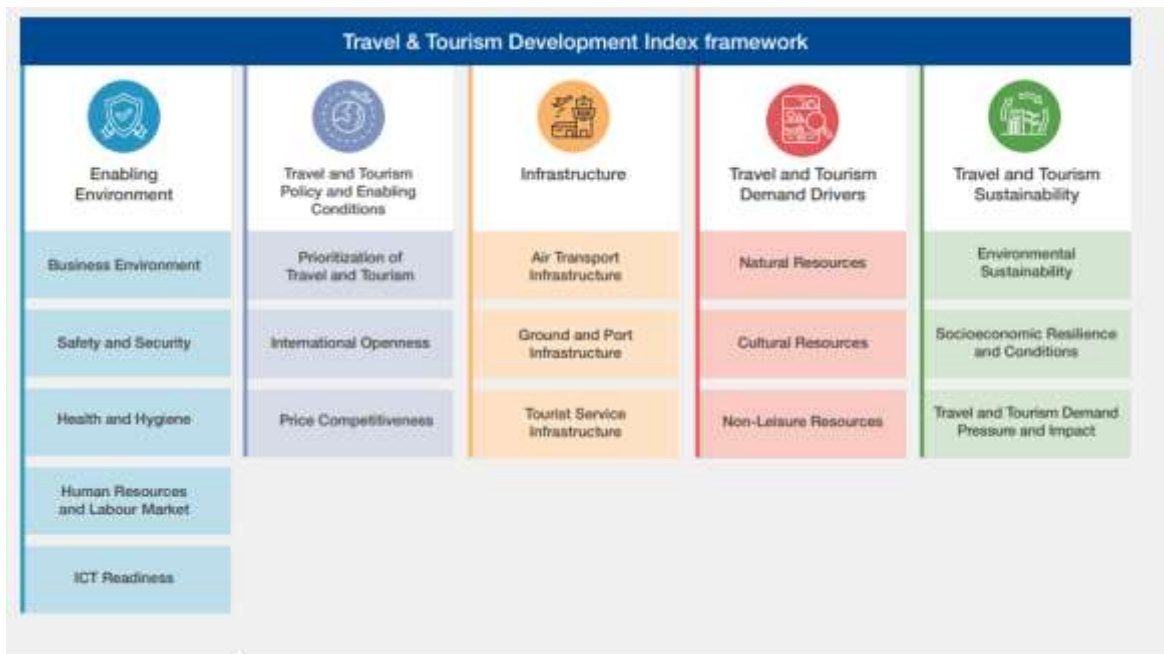 Travel & Tourism Development Index framework
Enabling
Environment
Business Environment
Safety and Security
Health and Hygiene
Human Resources
and Labour Market
ICT Readiness
Travel and Tourism
Policy and Enabling
Conditions
Prioritization of
Travel and Tourism
International Openness
Price Competitiveness
Infrastructure
Air Transport
Infrastructure
Ground and Port
Infrastructure
Tourist Service
Infrastructure
Travel and Tourism
Demand Drivers
Natural Resources
Cultural Resources
Non-Leisure Resources
Travel and Tourism
Sustainability
Environmental
Sustainability
Socioeconomic Resilience
and Conditions
Travel and Tourism Demand
Pressure and Impact